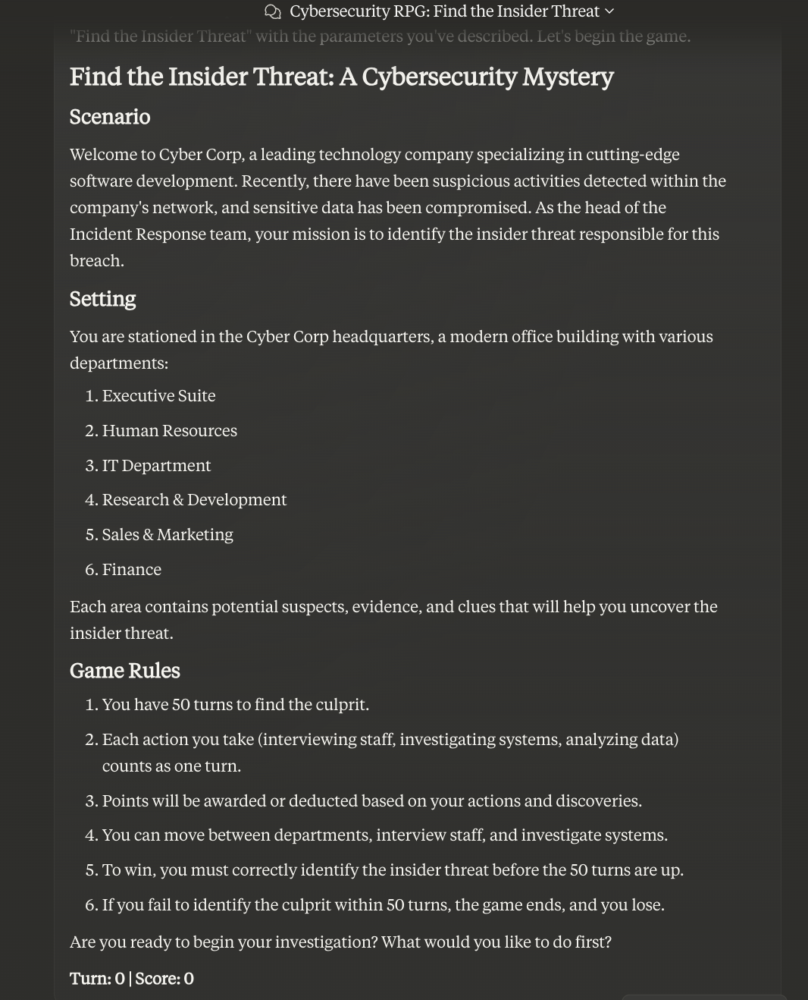 Cybersecurity RPG: Find the Insider Threat
"Find the Insider Threat" with the parameters you've described. Let's begin the game.
Find the Insider Threat: A Cybersecurity Mystery
Scenario
Welcome to Cyber Corp, a leading technology company specializing in cutting-edge
software development. Recently, there have been suspicious activities detected within the
company's network, and sensitive data has been compromised. As the head of the
Incident Response team, your mission is to identify the insider threat responsible for this
breach.
Setting
You are stationed in the Cyber Corp headquarters, a modern office building with various
departments:
1. Executive Suite
2. Human Resources
3. IT Department
4. Research & Development
5. Sales & Marketing
6. Finance
Each area contains potential suspects, evidence, and clues that will help you uncover the
insider threat.
Game Rules
1. You have 50 turns to find the culprit.
2. Each action you take (interviewing staff, investigating systems, analyzing data)
counts as one turn.
3. Points will be awarded or deducted based on your actions and discoveries.
4. You can move between departments, interview staff, and investigate systems.
5. To win, you must correctly identify the insider threat before the 50 turns are up.
6. If you fail to identify the culprit within 50 turns, the game ends, and you lose.
Are you ready to begin your investigation? What would you like to do first?
Turn: 0 | Score: 0